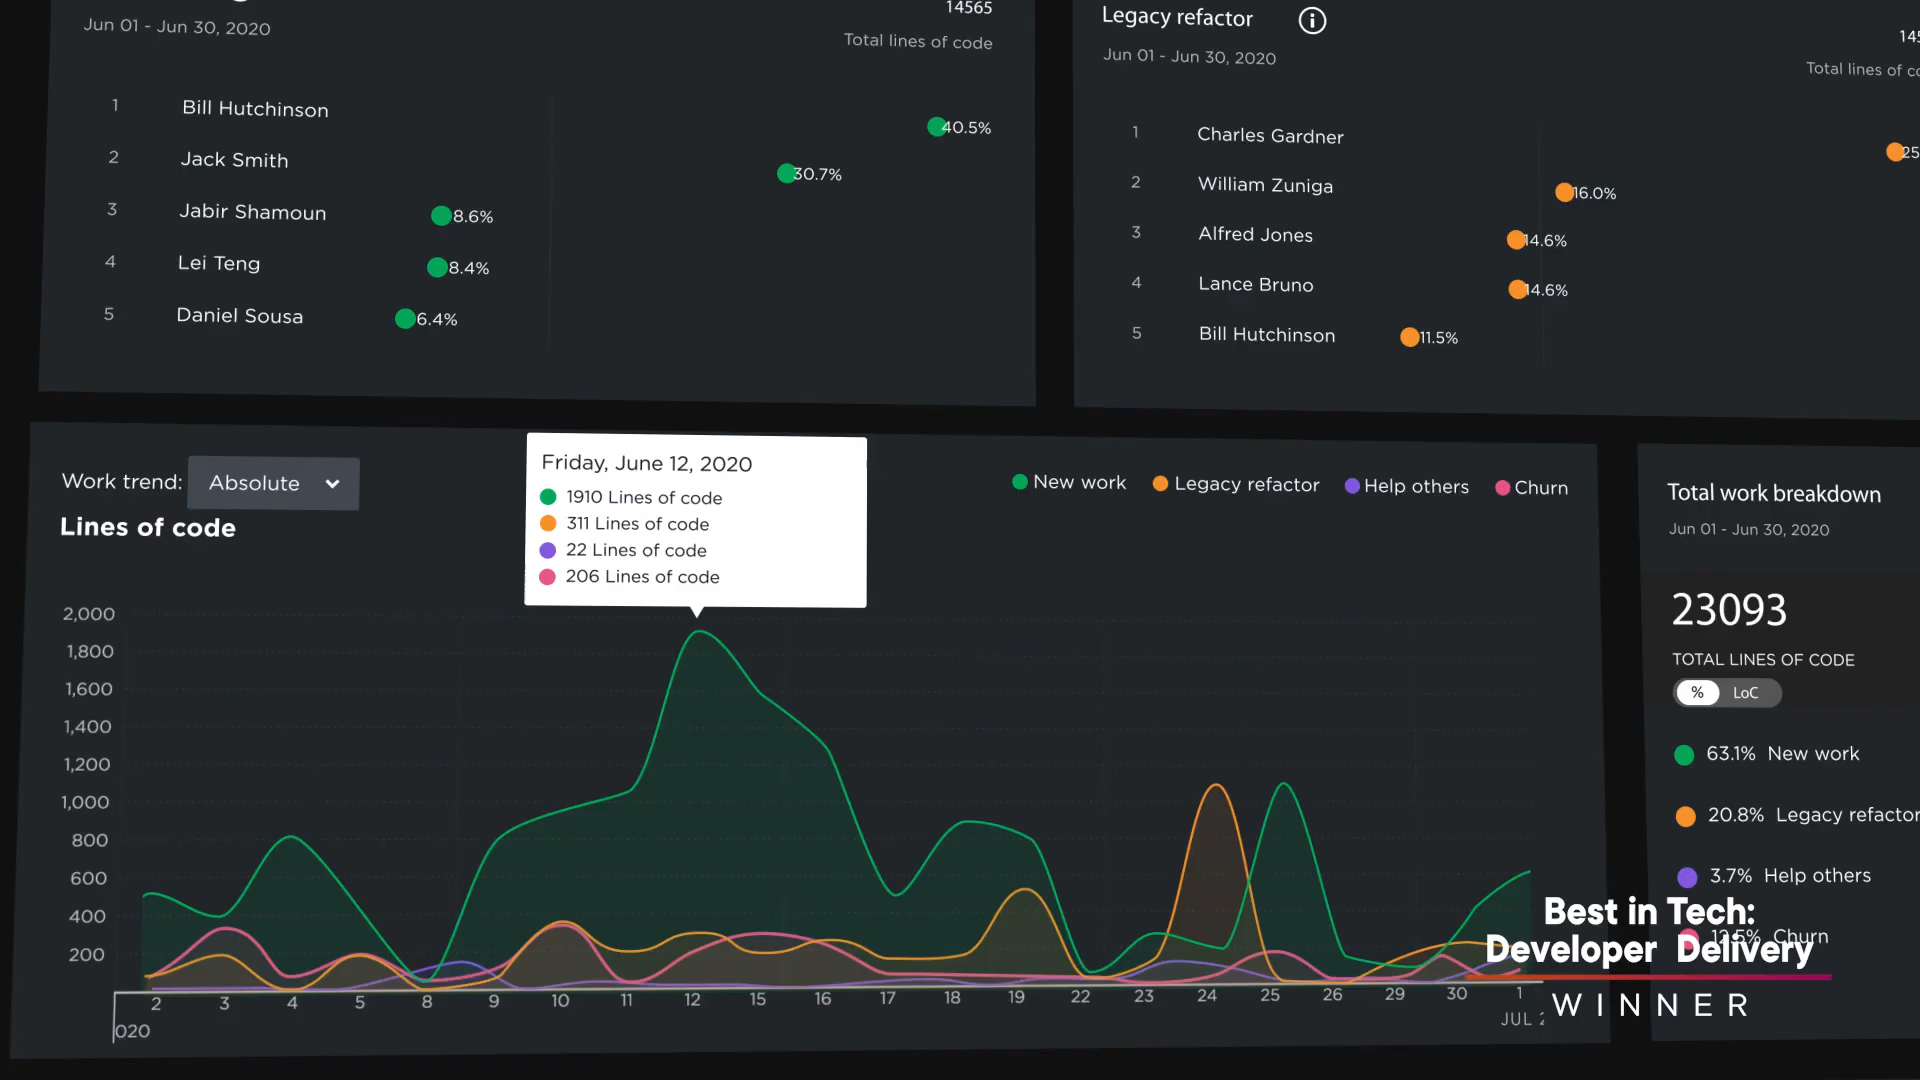 14565
Jun 01 - Jun 30, 2020
Total lines of code
1 Bill Hutchinson 40.5%
2 Jack Smith 30.7%
3 Jabir Shamoun 8.6%
4 Lei Teng 8.4%
5 Daniel Sousa 6.4%
Legacy refactor
Jun 01 - Jun 30, 2020
Total lines of
1 Charles Gardner
2 William Zuniga 16.0%
3 Alfred Jones 14.6%
4 Lance Bruno 14.6%
5 Bill Hutchinson 11.5%
Work trend: Absolute
Lines of code
Friday, June 12, 2020
1910 Lines of code
311 Lines of code
22 Lines of code
206 Lines of code
New work Legacy refactor Help others Churn
2,000
1,800
1,600
1,400
1,200
1,000
800
600
400
200
2 3 4 5 8 9 10 11 12 15 16 17 18 19 22 23 24 25 26 29 30 1
020
JUL
Total work breakdown
Jun 01 - Jun 30, 2020
23093
TOTAL LINES OF CODE
% LoC
63.1% New work
20.8% Legacy refactor
3.7% Help others
12.5% Churn
Best in Tech:
Developer Delivery
WINNER